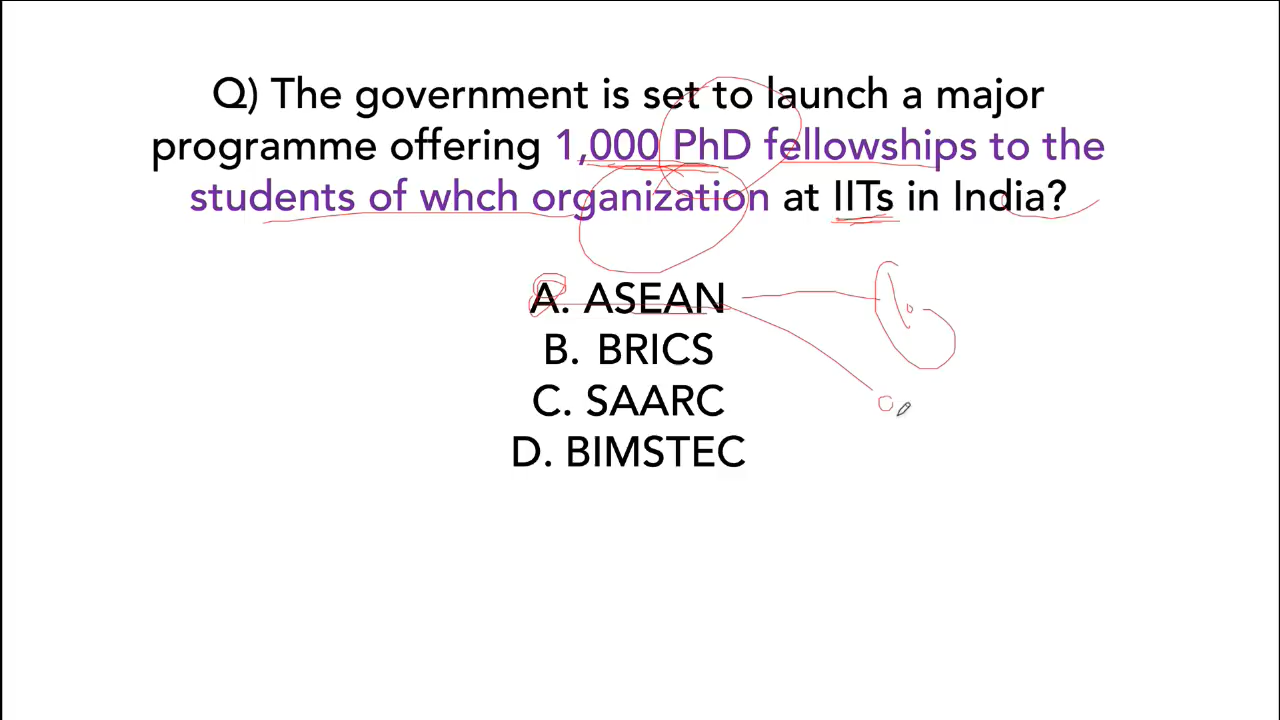 Q) The government is set to launch a major
programme offering 1,000 PhD fellowships to the
students of whch organization at IITs in India?
A. ASEAN
B. BRICS
C. SAARC
D. BIMSTEC